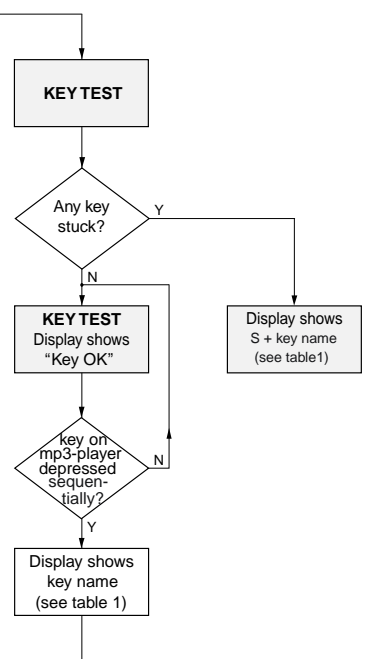 KEY TEST
Any key
stuck?
Y
N
KEY TEST
Display shows
“Key OK”
Display shows
S + key name
(see table1)
key on
mp3-player
depressed
sequen-
tially?
N
Y
Display shows
key name
(see table 1)